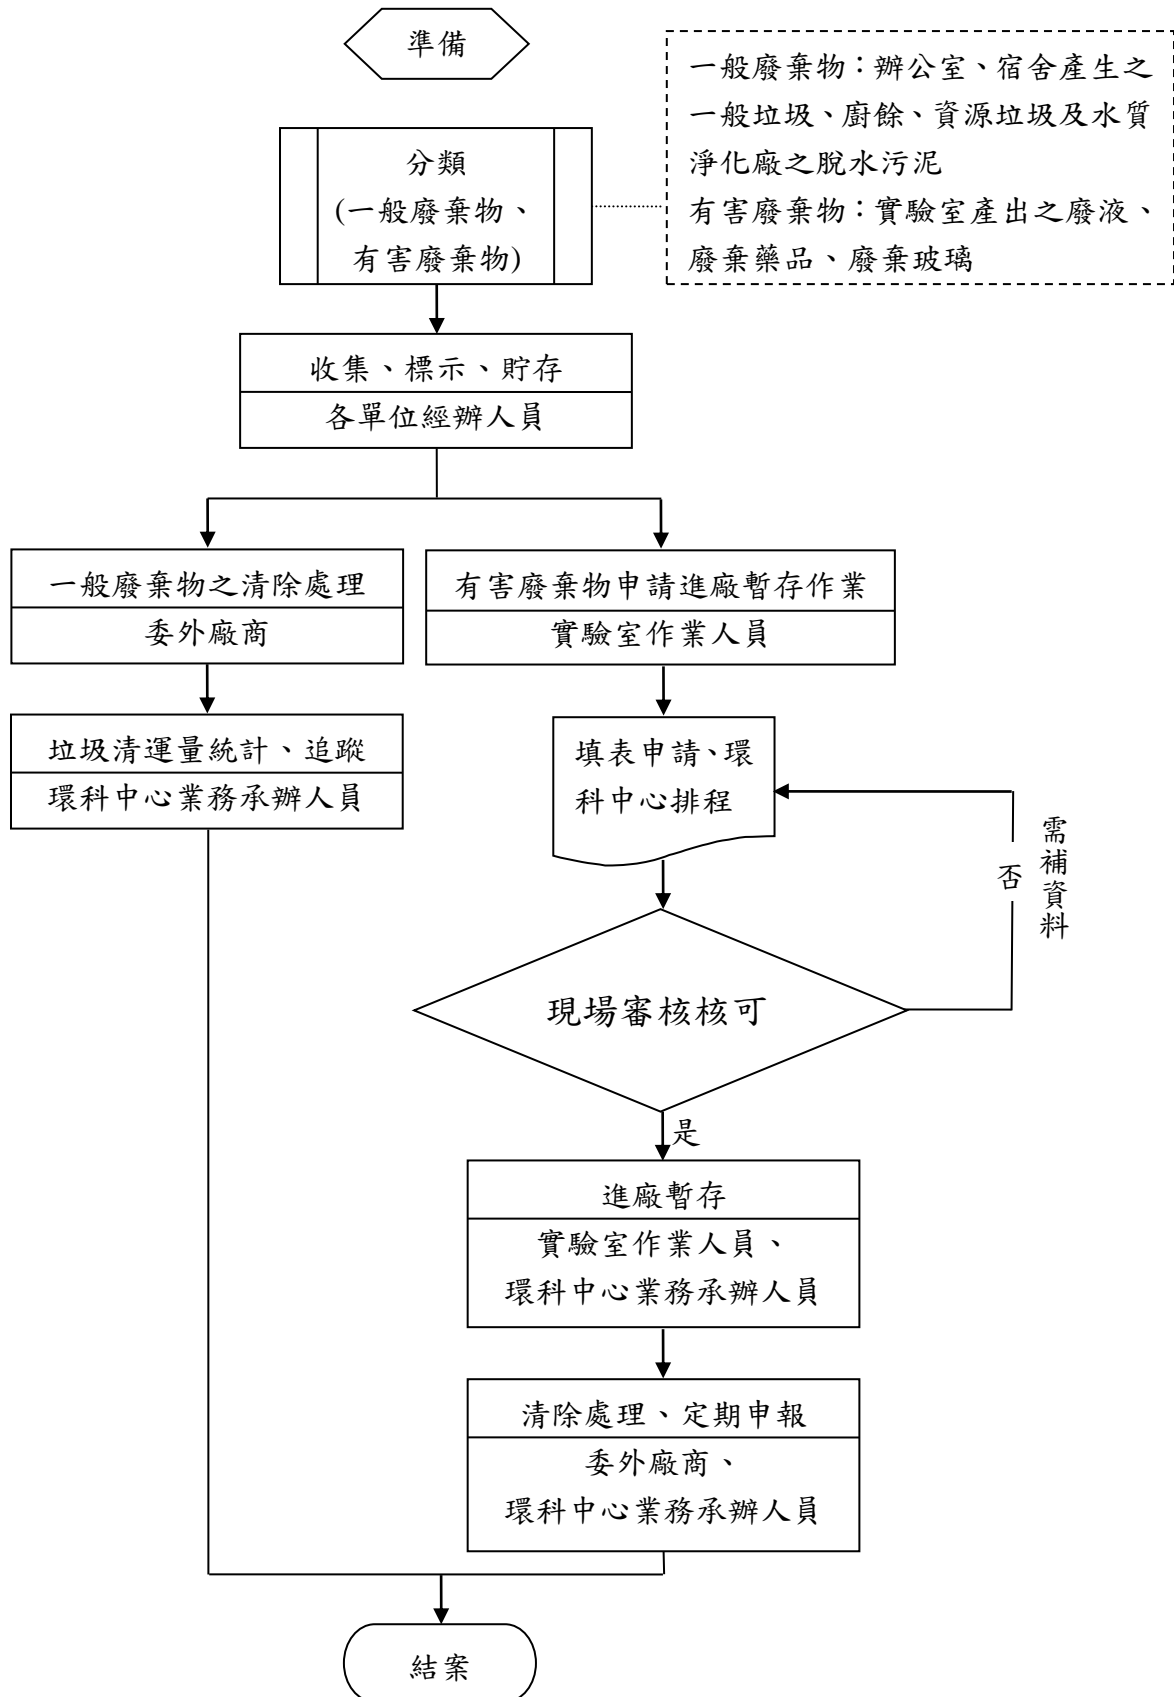 準備
一般廢棄物：辦公室、宿舍產生之
一般垃圾、廚餘、資源垃圾及水質
淨化廠之脫水污泥
有害廢棄物：實驗室產出之廢液、
廢棄藥品、廢棄玻璃
分類
(一般廢棄物、
有害廢棄物)
收集、標示、貯存
各單位經辦人員
一般廢棄物之清除處理
委外廠商
有害廢棄物申請進廠暫存作業
實驗室作業人員
垃圾清運量統計、追蹤
環科中心業務承辦人員
填表申請、環
科中心排程
需補資料
否
現場審核核可
是
進廠暫存
實驗室作業人員、
環科中心業務承辦人員
清除處理、定期申報
委外廠商、
環科中心業務承辦人員
結案